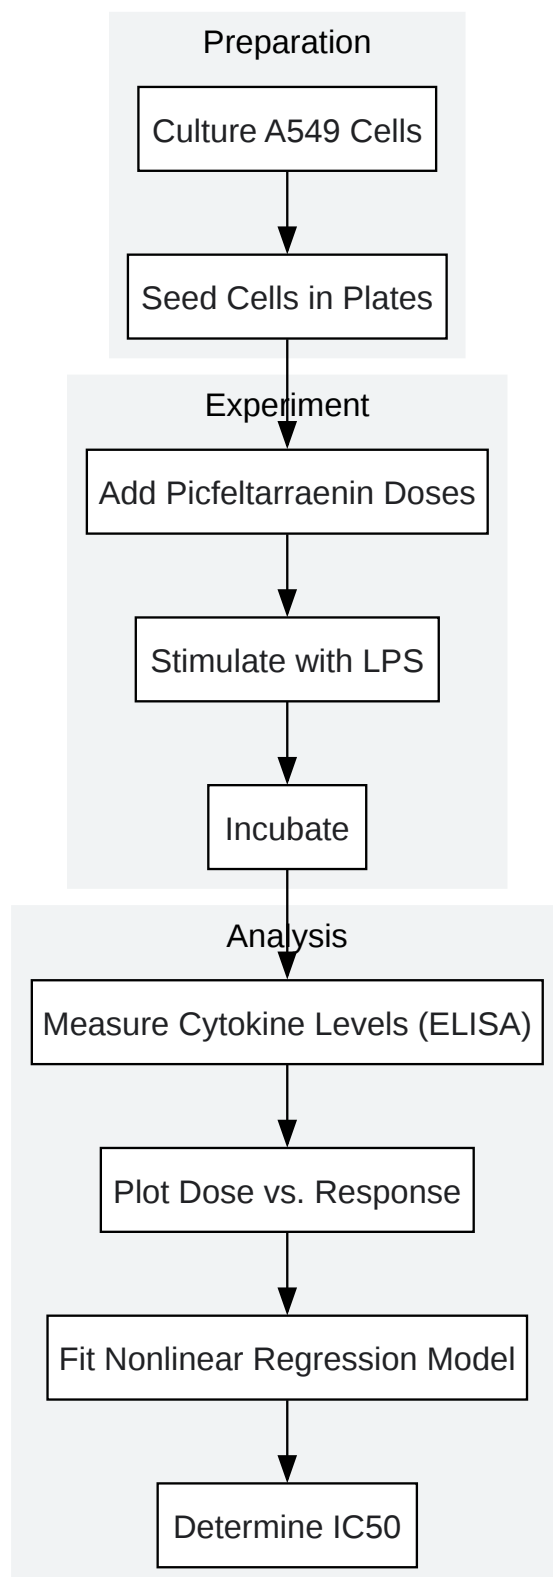 Preparation
Culture A549 Cells
Seed Cells in Plates
Experiment
Add Picfeltarraenin Doses
Stimulate with LPS
Incubate
Analysis
Measure Cytokine Levels (ELISA)
Plot Dose vs. Response
Fit Nonlinear Regression Model
Determine IC50